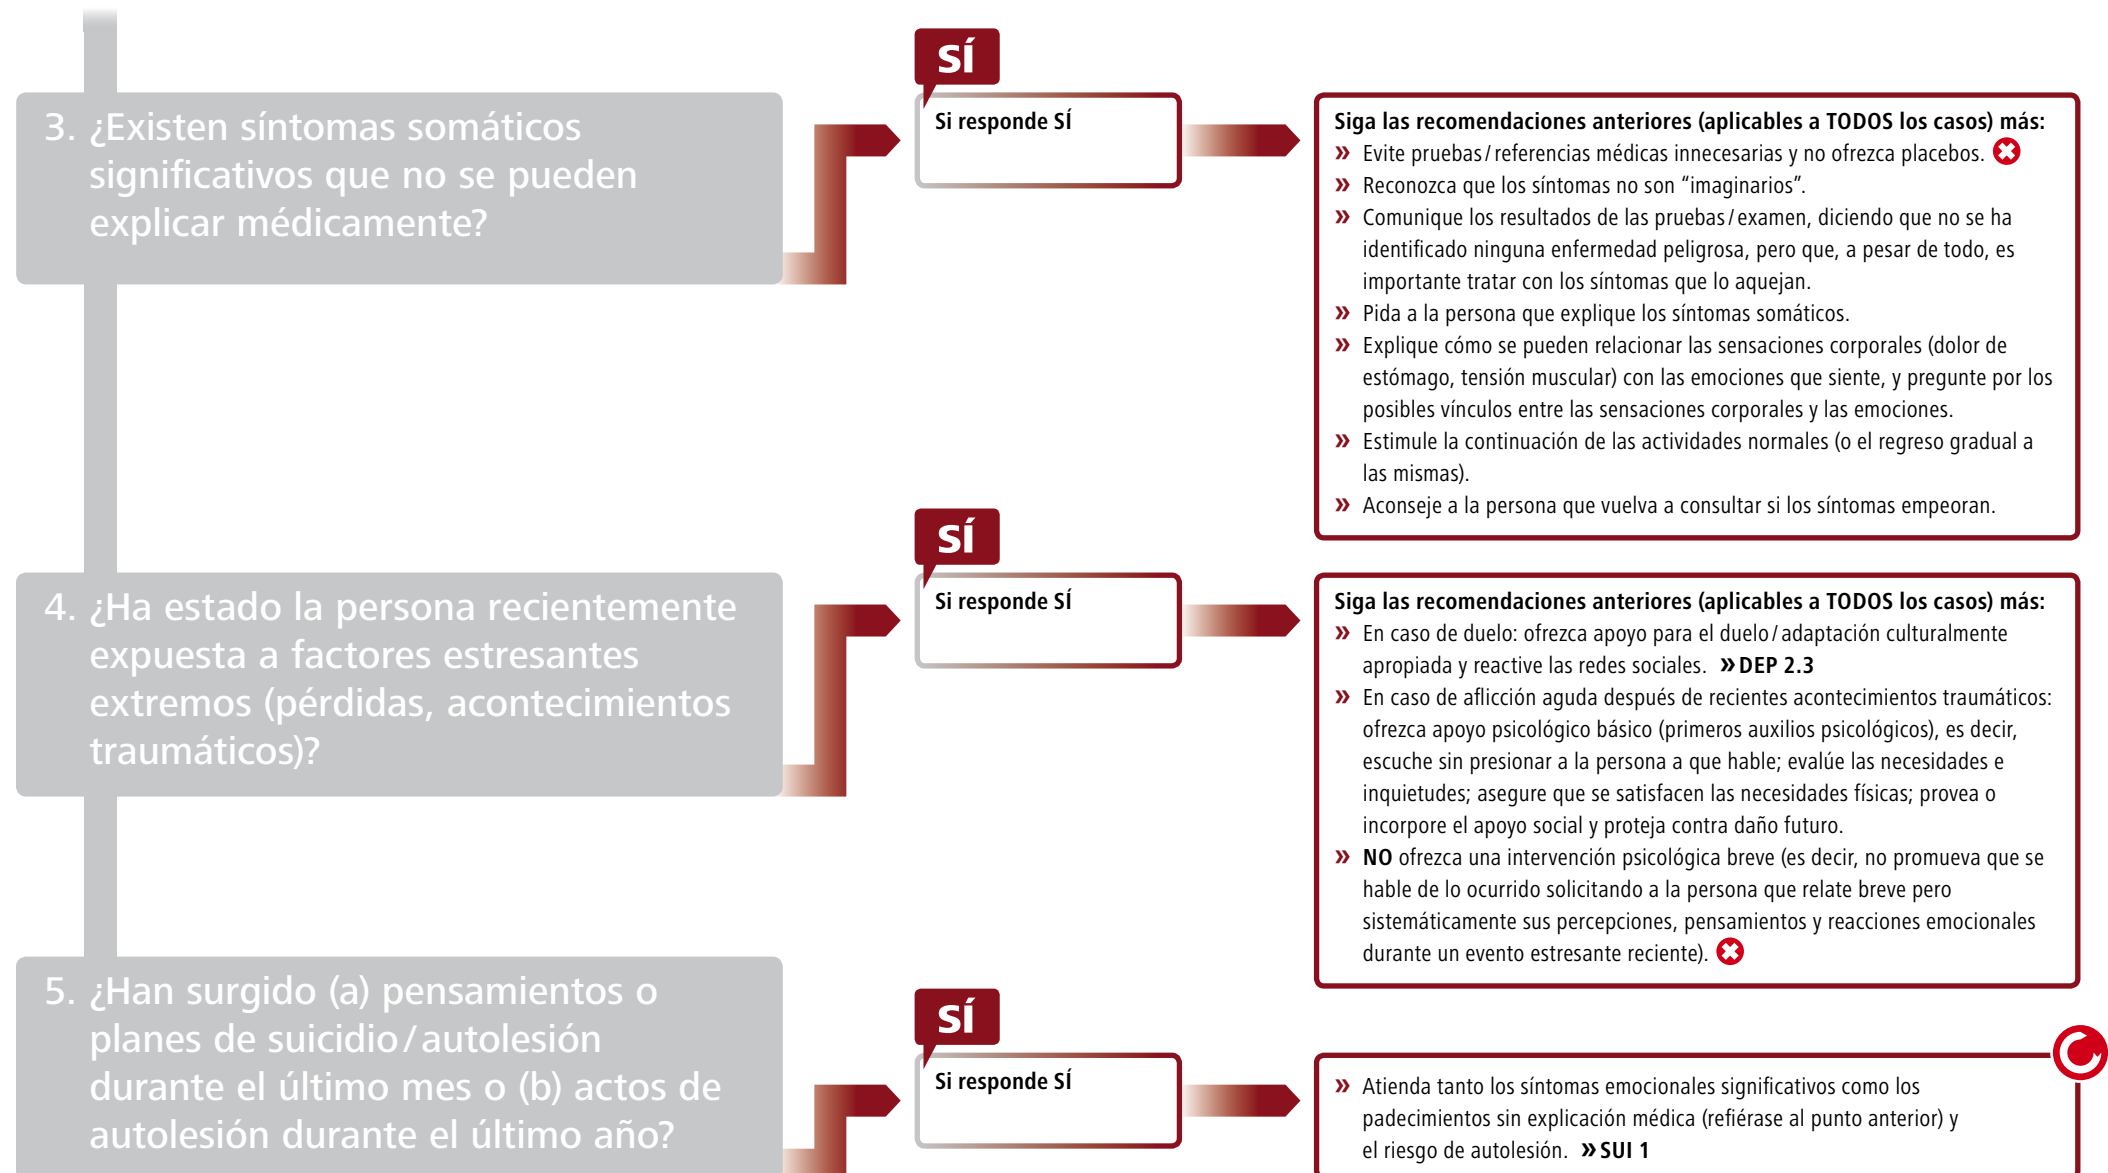 3. ¿Existen síntomas somáticos
significativos que no se pueden
explicar médicamente?
SÍ
Si responde SÍ
Siga las recomendaciones anteriores (aplicables a TODOS los casos) más:
» Evite pruebas/referencias médicas innecesarias y no ofrezca placebos.
» Reconozca que los síntomas no son “imaginarios”.
» Comunique los resultados de las pruebas/examen, diciendo que no se ha
identificado ninguna enfermedad peligrosa, pero que, a pesar de todo, es
importante tratar con los síntomas que lo aquejan.
» Pida a la persona que explique los síntomas somáticos.
» Explique cómo se pueden relacionar las sensaciones corporales (dolor de
estómago, tensión muscular) con las emociones que siente, y pregunte por los
posibles vínculos entre las sensaciones corporales y las emociones.
» Estimule la continuación de las actividades normales (o el regreso gradual a
las mismas).
» Aconseje a la persona que vuelva a consultar si los síntomas empeoran.
4. ¿Ha estado la persona recientemente
expuesta a factores estresantes
extremos (pérdidas, acontecimientos
traumáticos)?
SÍ
Si responde SÍ
Siga las recomendaciones anteriores (aplicables a TODOS los casos) más:
» En caso de duelo: ofrezca apoyo para el duelo/adaptación culturalmente
apropiada y reactive las redes sociales. » DEP 2.3
» En caso de aflicción aguda después de recientes acontecimientos traumáticos:
ofrezca apoyo psicológico básico (primeros auxilios psicológicos), es decir,
escuche sin presionar a la persona a que hable; evalúe las necesidades e
inquietudes; asegure que se satisfacen las necesidades físicas; provea o
incorpore el apoyo social y proteja contra daño futuro.
» NO ofrezca una intervención psicológica breve (es decir, no promueva que se
hable de lo ocurrido solicitando a la persona que relate breve pero
sistemáticamente sus percepciones, pensamientos y reacciones emocionales
durante un evento estresante reciente).
5. ¿Han surgido (a) pensamientos o
planes de suicidio/autolesión
durante el último mes o (b) actos de
autolesión durante el último año?
SÍ
Si responde SÍ
» Atienda tanto los síntomas emocionales significativos como los
padecimientos sin explicación médica (refiérase al punto anterior) y
el riesgo de autolesión. » SUI 1